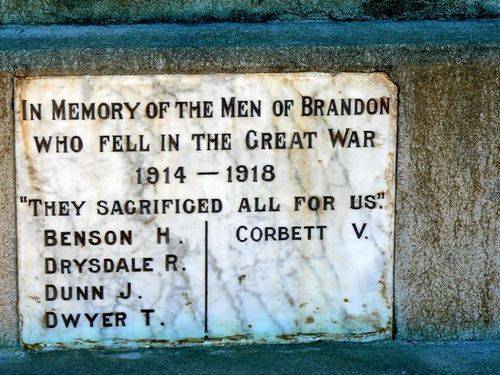 IN MEMORY OF THE MEN OF BRANDON
WHO FELL IN THE GREAT WAR
1914 — 1918
"THEY SACRIFICED ALL FOR US."
BENSON H.
DRYSDALE R.
DUNN J.
DWYER T.
CORBETT V.